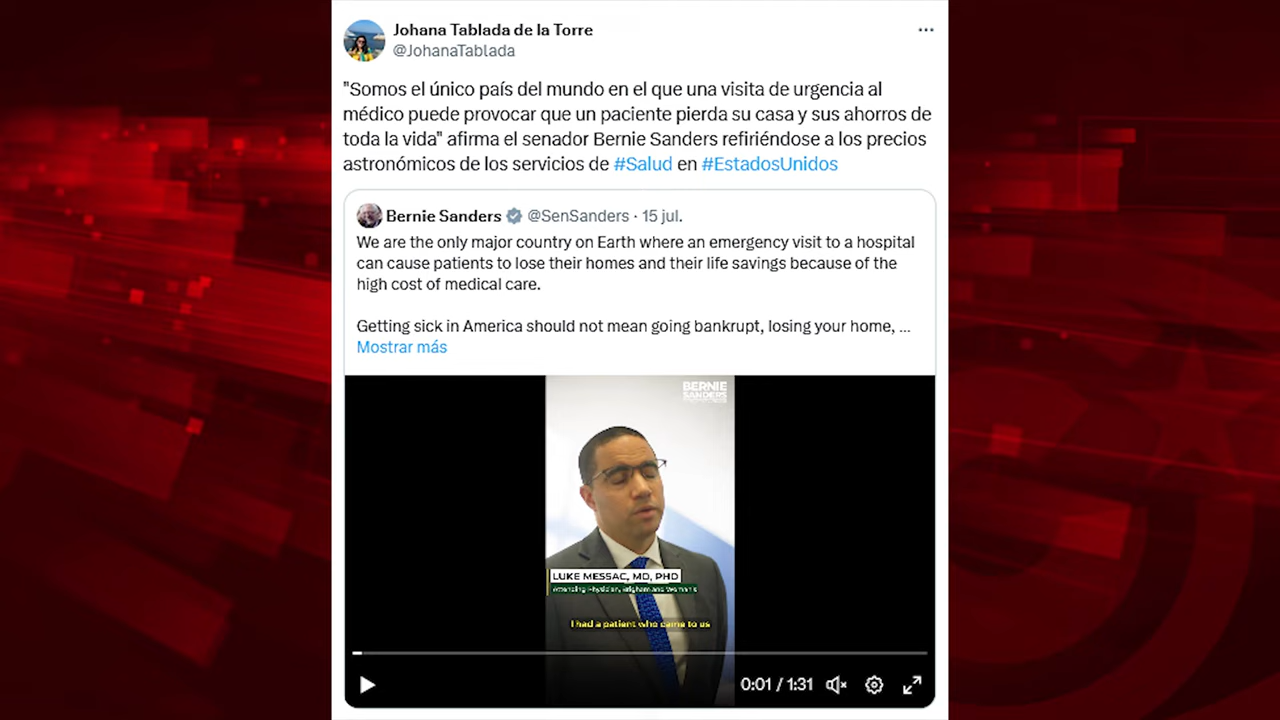 Johana Tablada de la Torre
@JohanaTablada
"Somos el único país del mundo en el que una visita de urgencia al
médico puede provocar que un paciente pierda su casa y sus ahorros de
toda la vida" afirma el senador Bernie Sanders refiriéndose a los precios
astronómicos de los servicios de #Salud en #EstadosUnidos
Bernie Sanders @SenSanders · 15 jul.
We are the only major country on Earth where an emergency visit to a hospital
can cause patients to lose their homes and their life savings because of the
high cost of medical care.
Getting sick in America should not mean going bankrupt, losing your home, ...
Mostrar más
BERNIE
SANDERS
LUKE MESSAC, MD, PHD
Attending Physician, Brigham and Women's
I had a patient who came to us
0:01 / 1:31